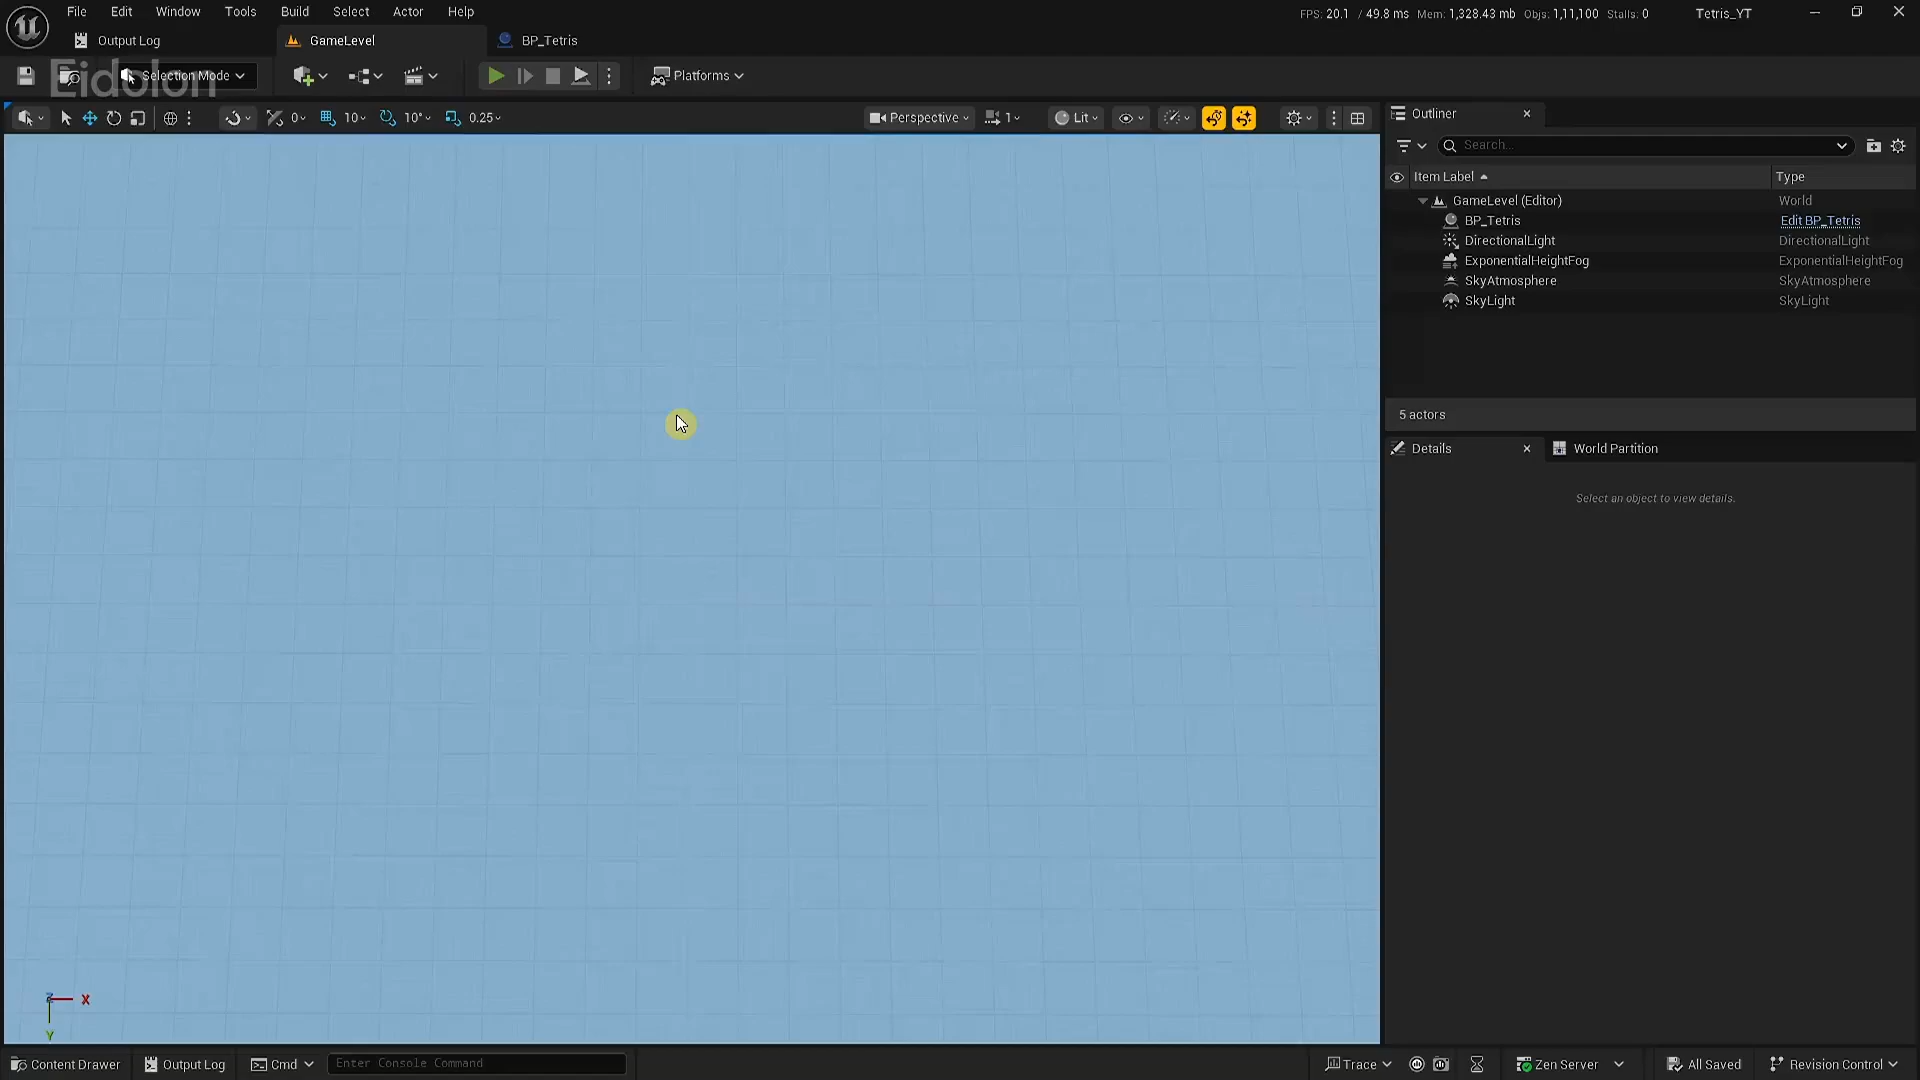 File Edit Window Tools Build Select Actor Help
FPS: 20.1 / 49.8 ms Mem: 1,328.43 mb Objs: 1,11,100 Stalls: 0 Tetris_YT
Output Log GameLevel BP_Tetris
Eidolon
Selection Mode Platforms
0 10 10° 0.25 Perspective 1 Lit
Outliner
Search...
Item Label Type
GameLevel (Editor) World
BP_Tetris Edit BP_Tetris
DirectionalLight DirectionalLight
ExponentialHeightFog ExponentialHeightFog
SkyAtmosphere SkyAtmosphere
SkyLight SkyLight
5 actors
Details World Partition
Select an object to view details.
Z X
Y
Content Drawer Output Log Cmd Enter Console Command Trace Zen Server All Saved Revision Control